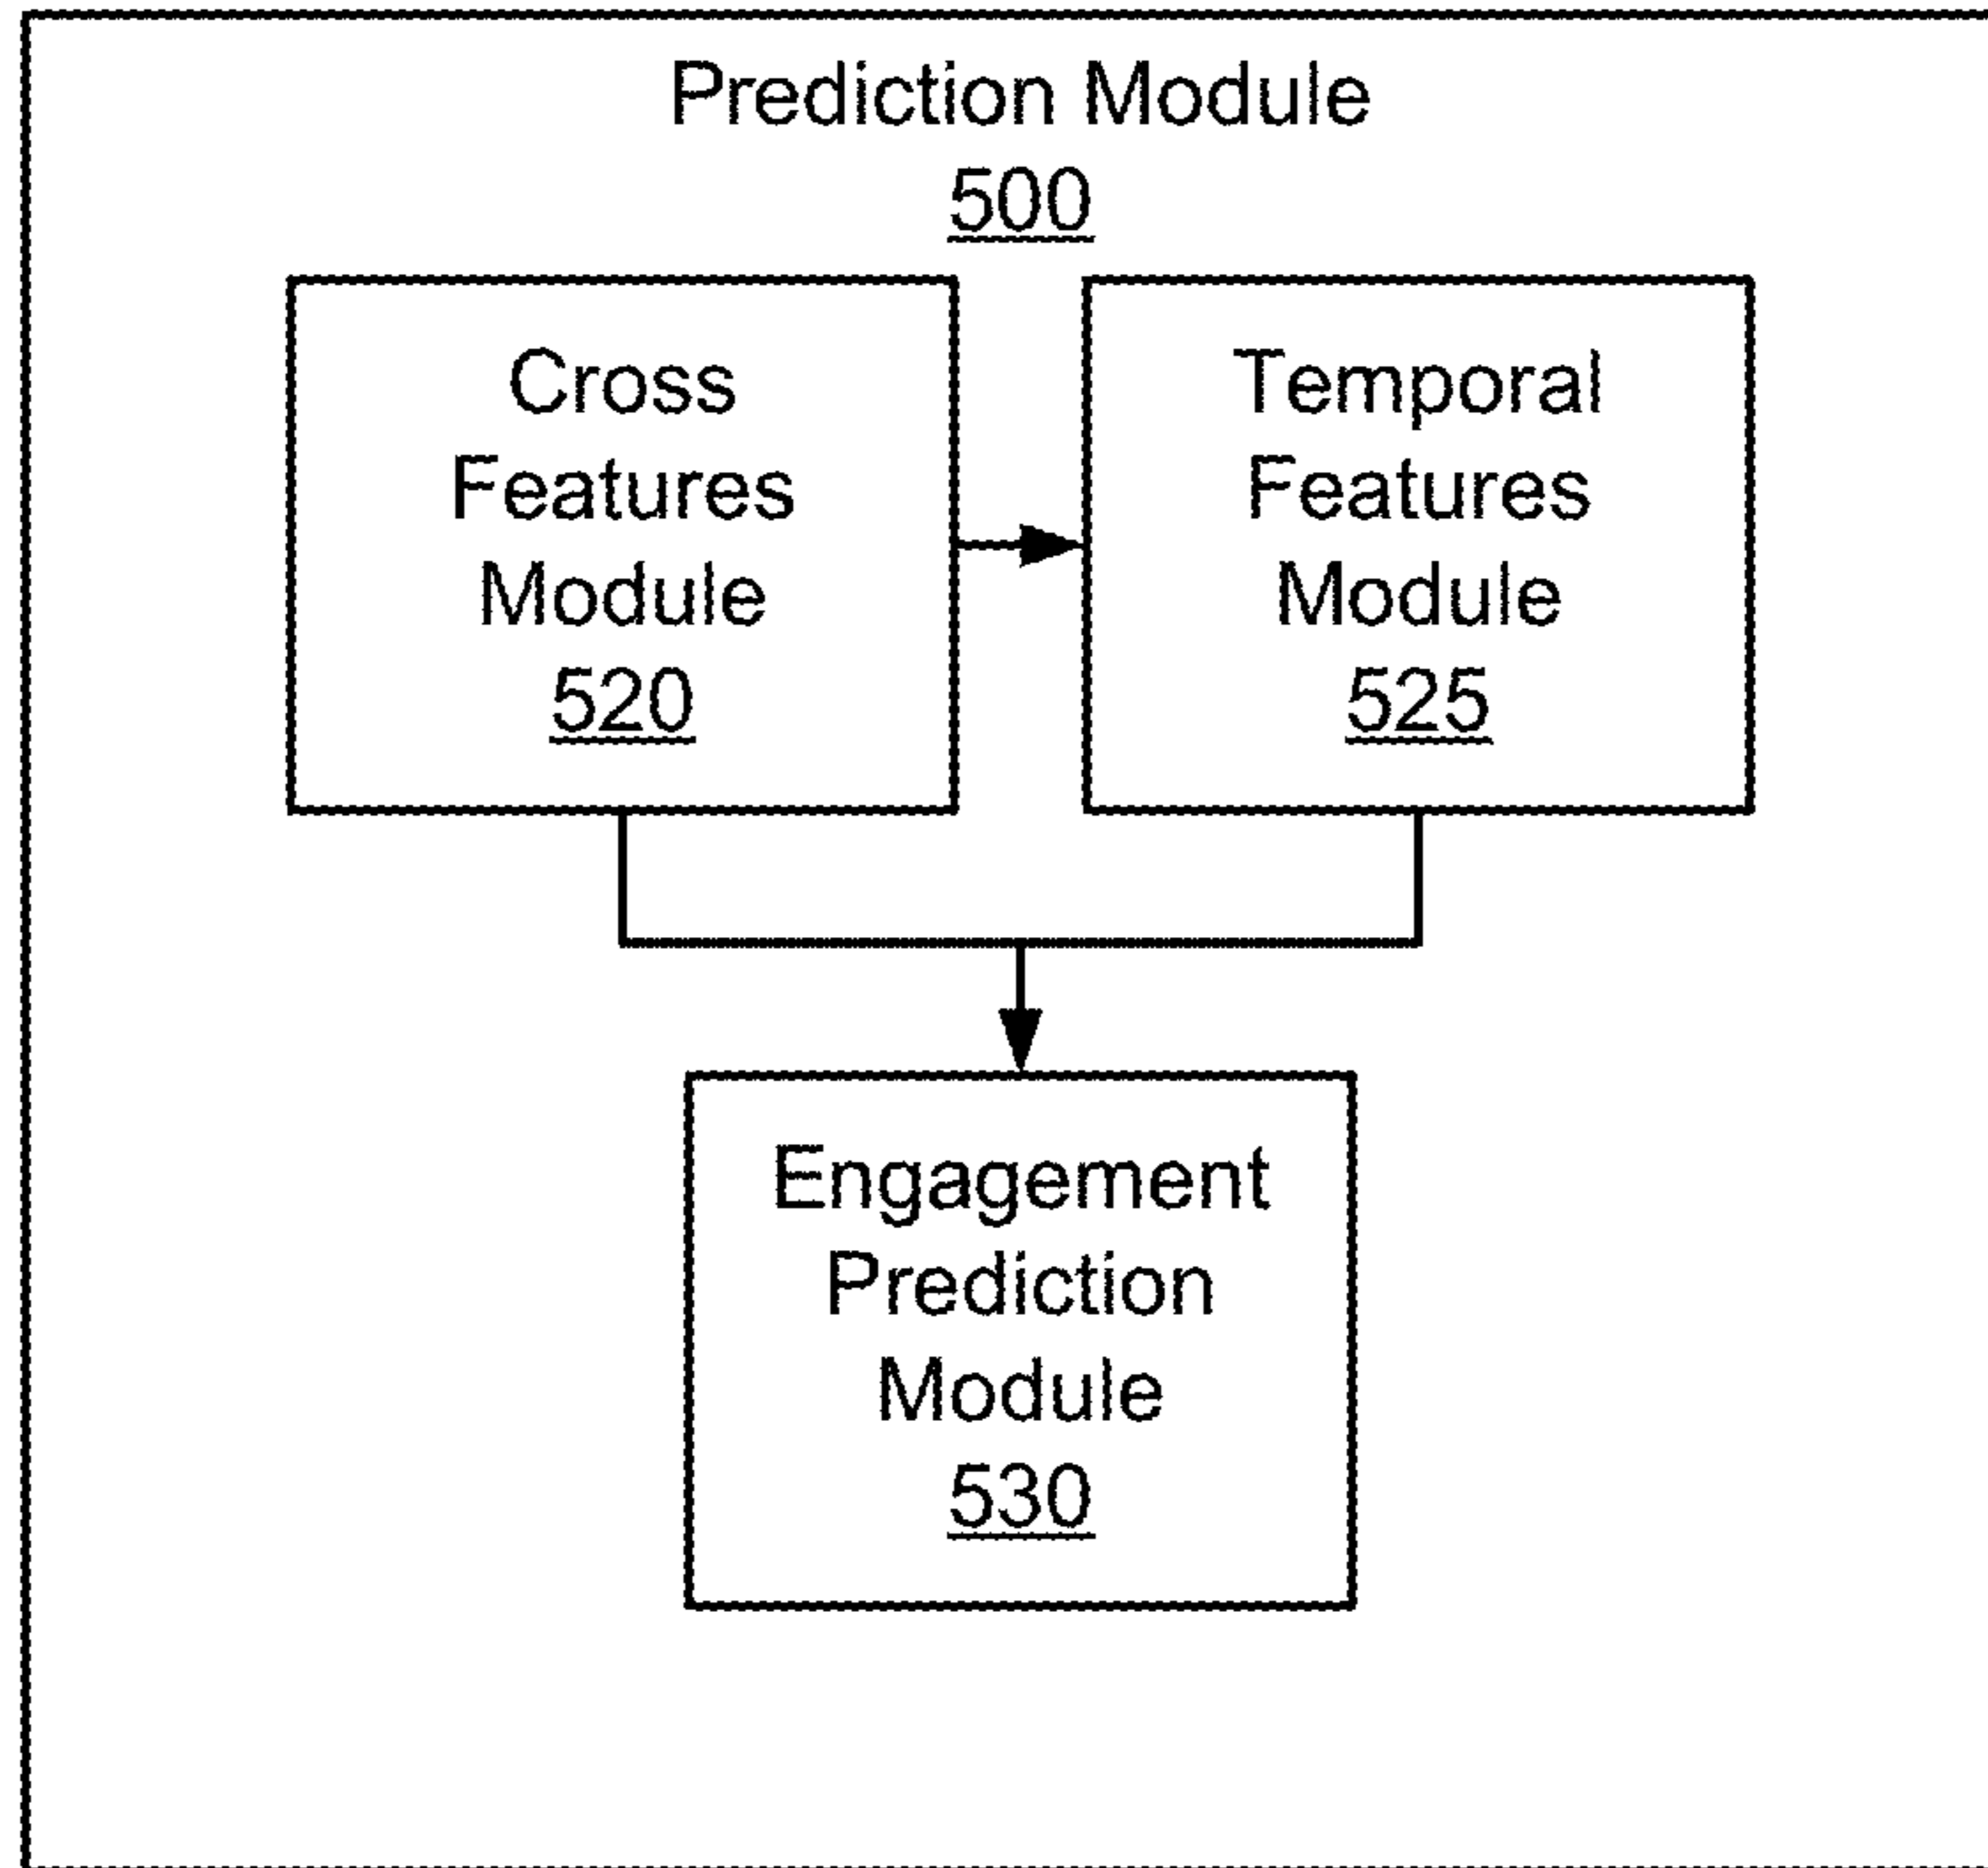 Prediction Module
500
Cross
Features
Module
520
Temporal
Features
Module
525
Engagement
Prediction
Module
530